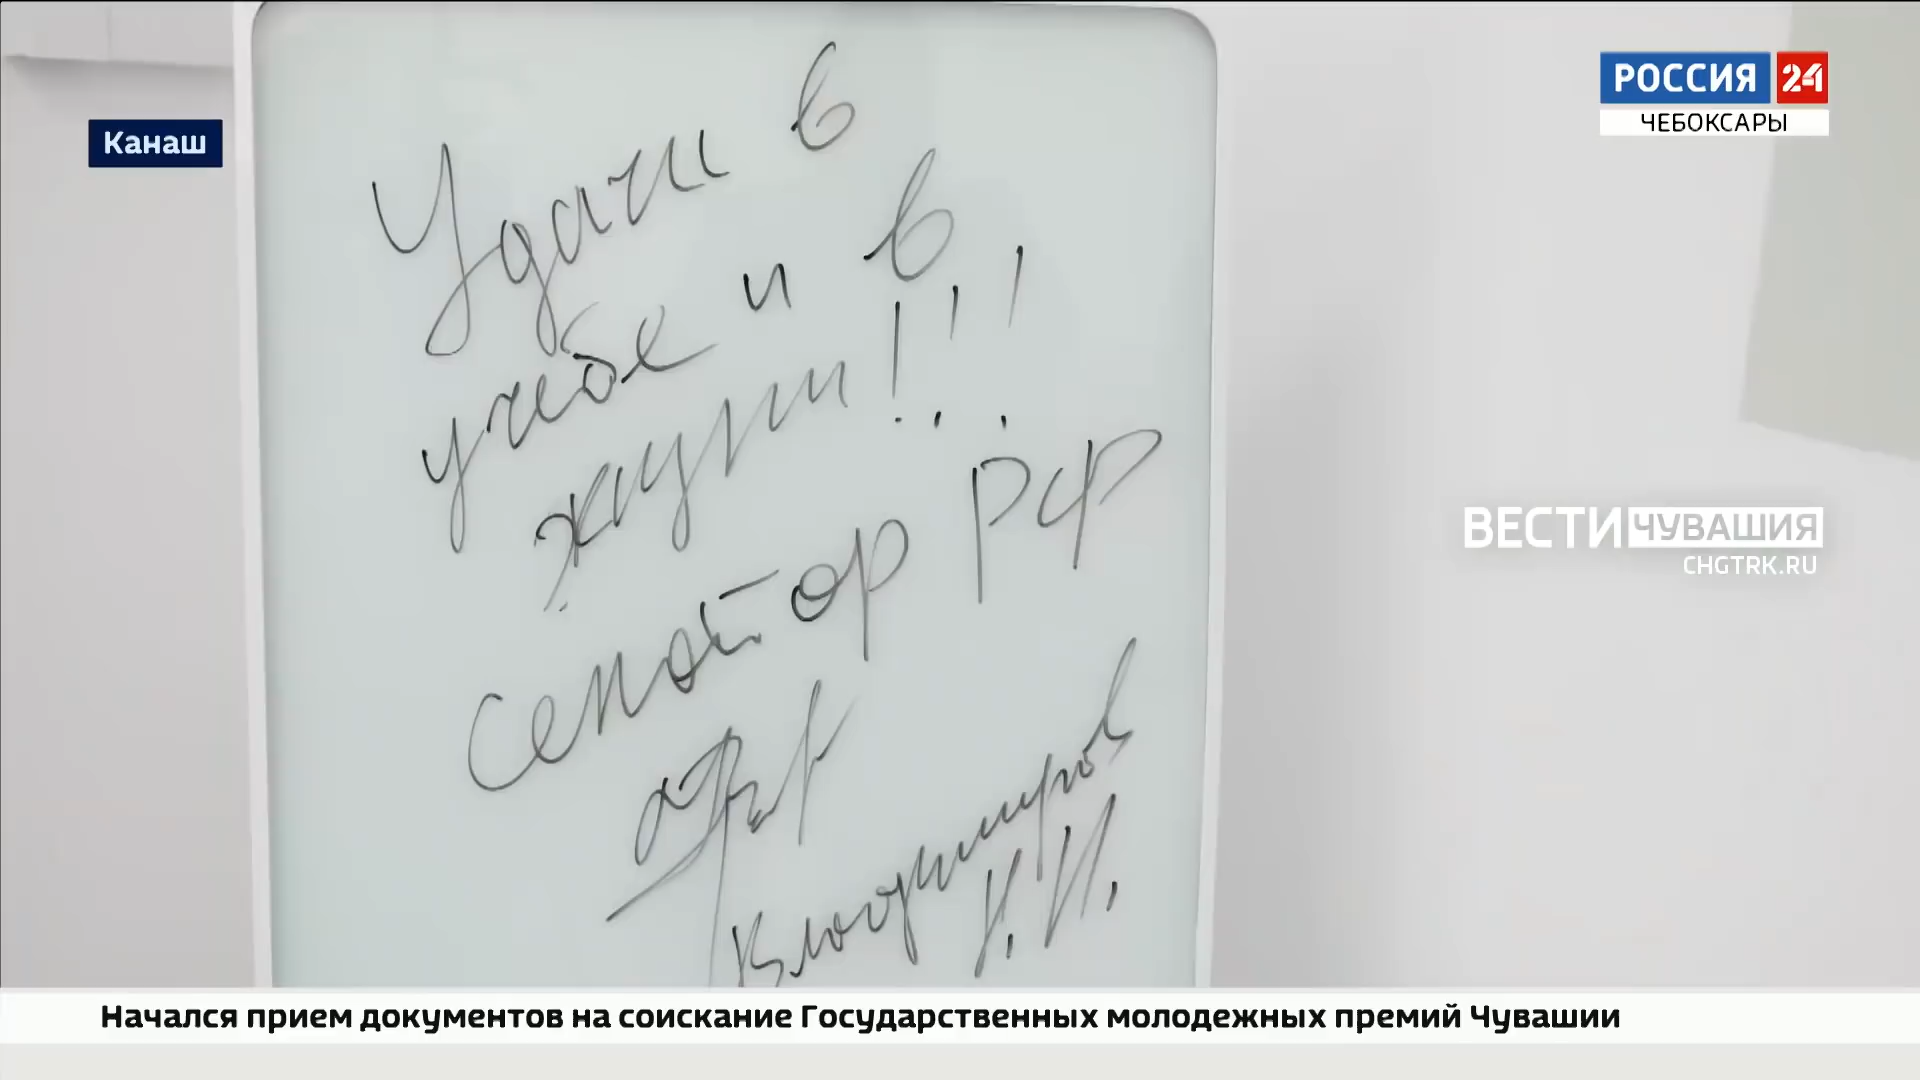 РОССИЯ 24
ЧЕБОКСАРЫ
Канаш
Удачи в
учебе и в
жизни!!!
сенатор РФ
Владимиров
Н. Н.
ВЕСТИ ЧУВАШИЯ
CHGTRK.RU
Начался прием документов на соискание Государственных молодежных премий Чувашии